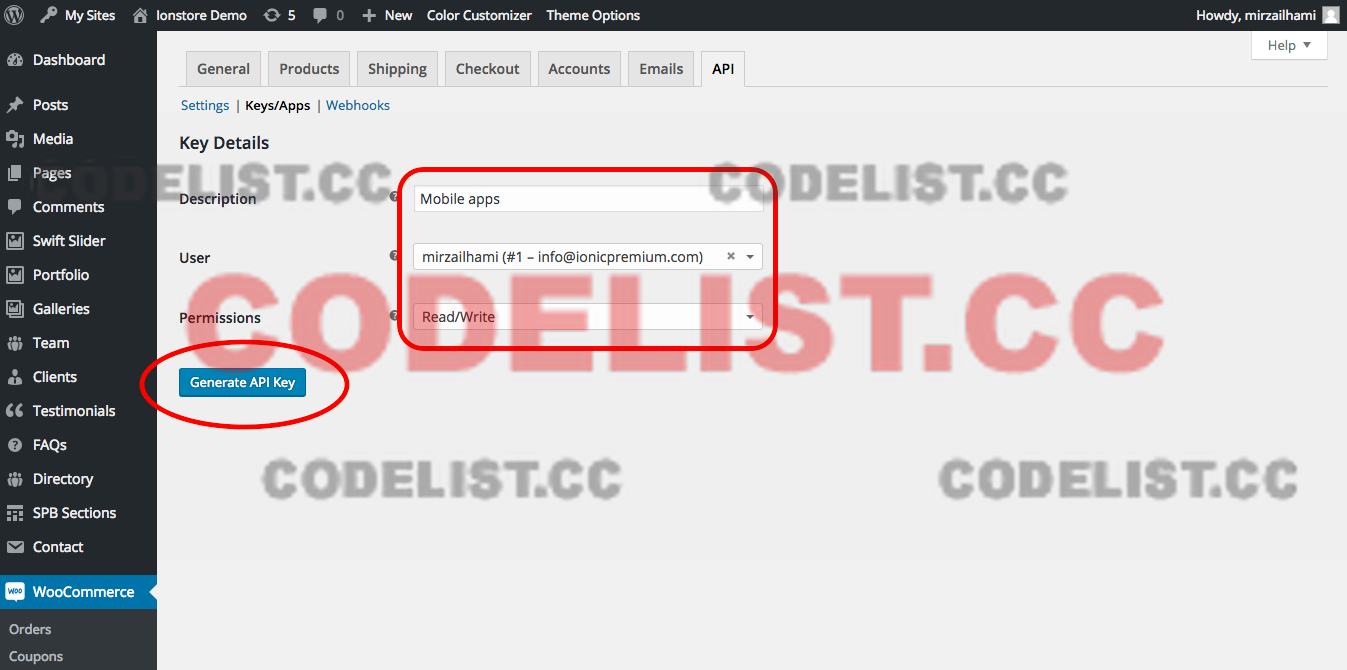 My Sites Ionstore Demo 5 0 New Color Customizer Theme Options Howdy, mirzailhami
Help
Dashboard
Posts
Media
Pages
Comments
Swift Slider
Portfolio
Galleries
Team
Clients
Testimonials
FAQs
Directory
SPB Sections
Contact
WooCommerce
Orders
Coupons
General Products Shipping Checkout Accounts Emails API
Settings | Keys/Apps | Webhooks
Key Details
Description Mobile apps
User mirzailhami (#1 – info@ionicpremium.com) ×
Permissions Read/Write
Generate API Key
CODELIST.CC
CODELIST.CC
CODELIST.CC
CODELIST.CC
CODELIST.CC